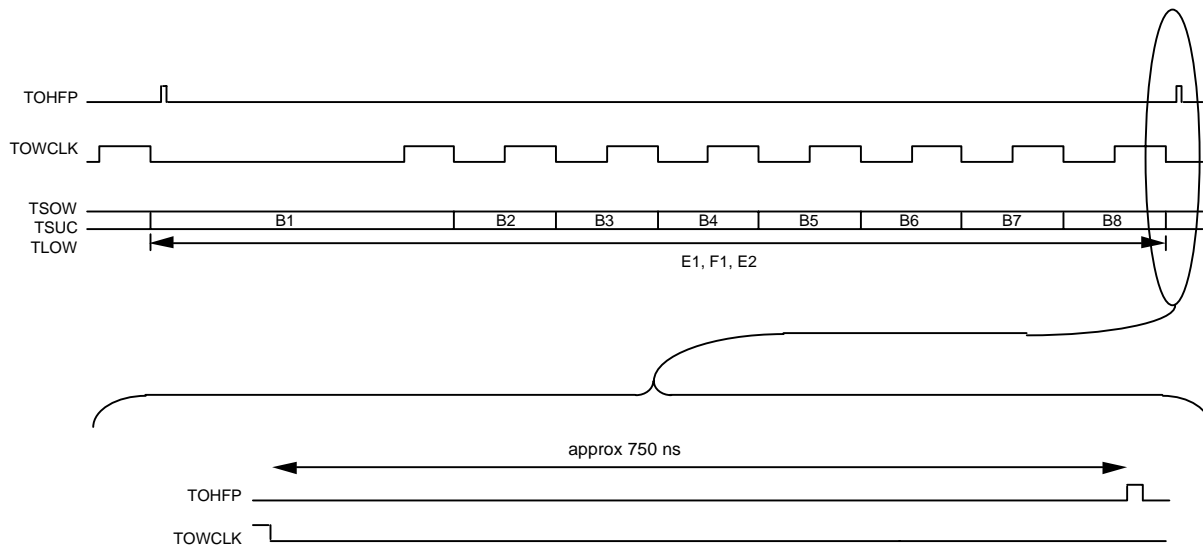 TOHFP
TOWCLK
TSOW
TSUC
TLOW
B1 B2 B3 B4 B5 B6 B7 B8
E1, F1, E2
approx 750 ns
TOHFP
TOWCLK